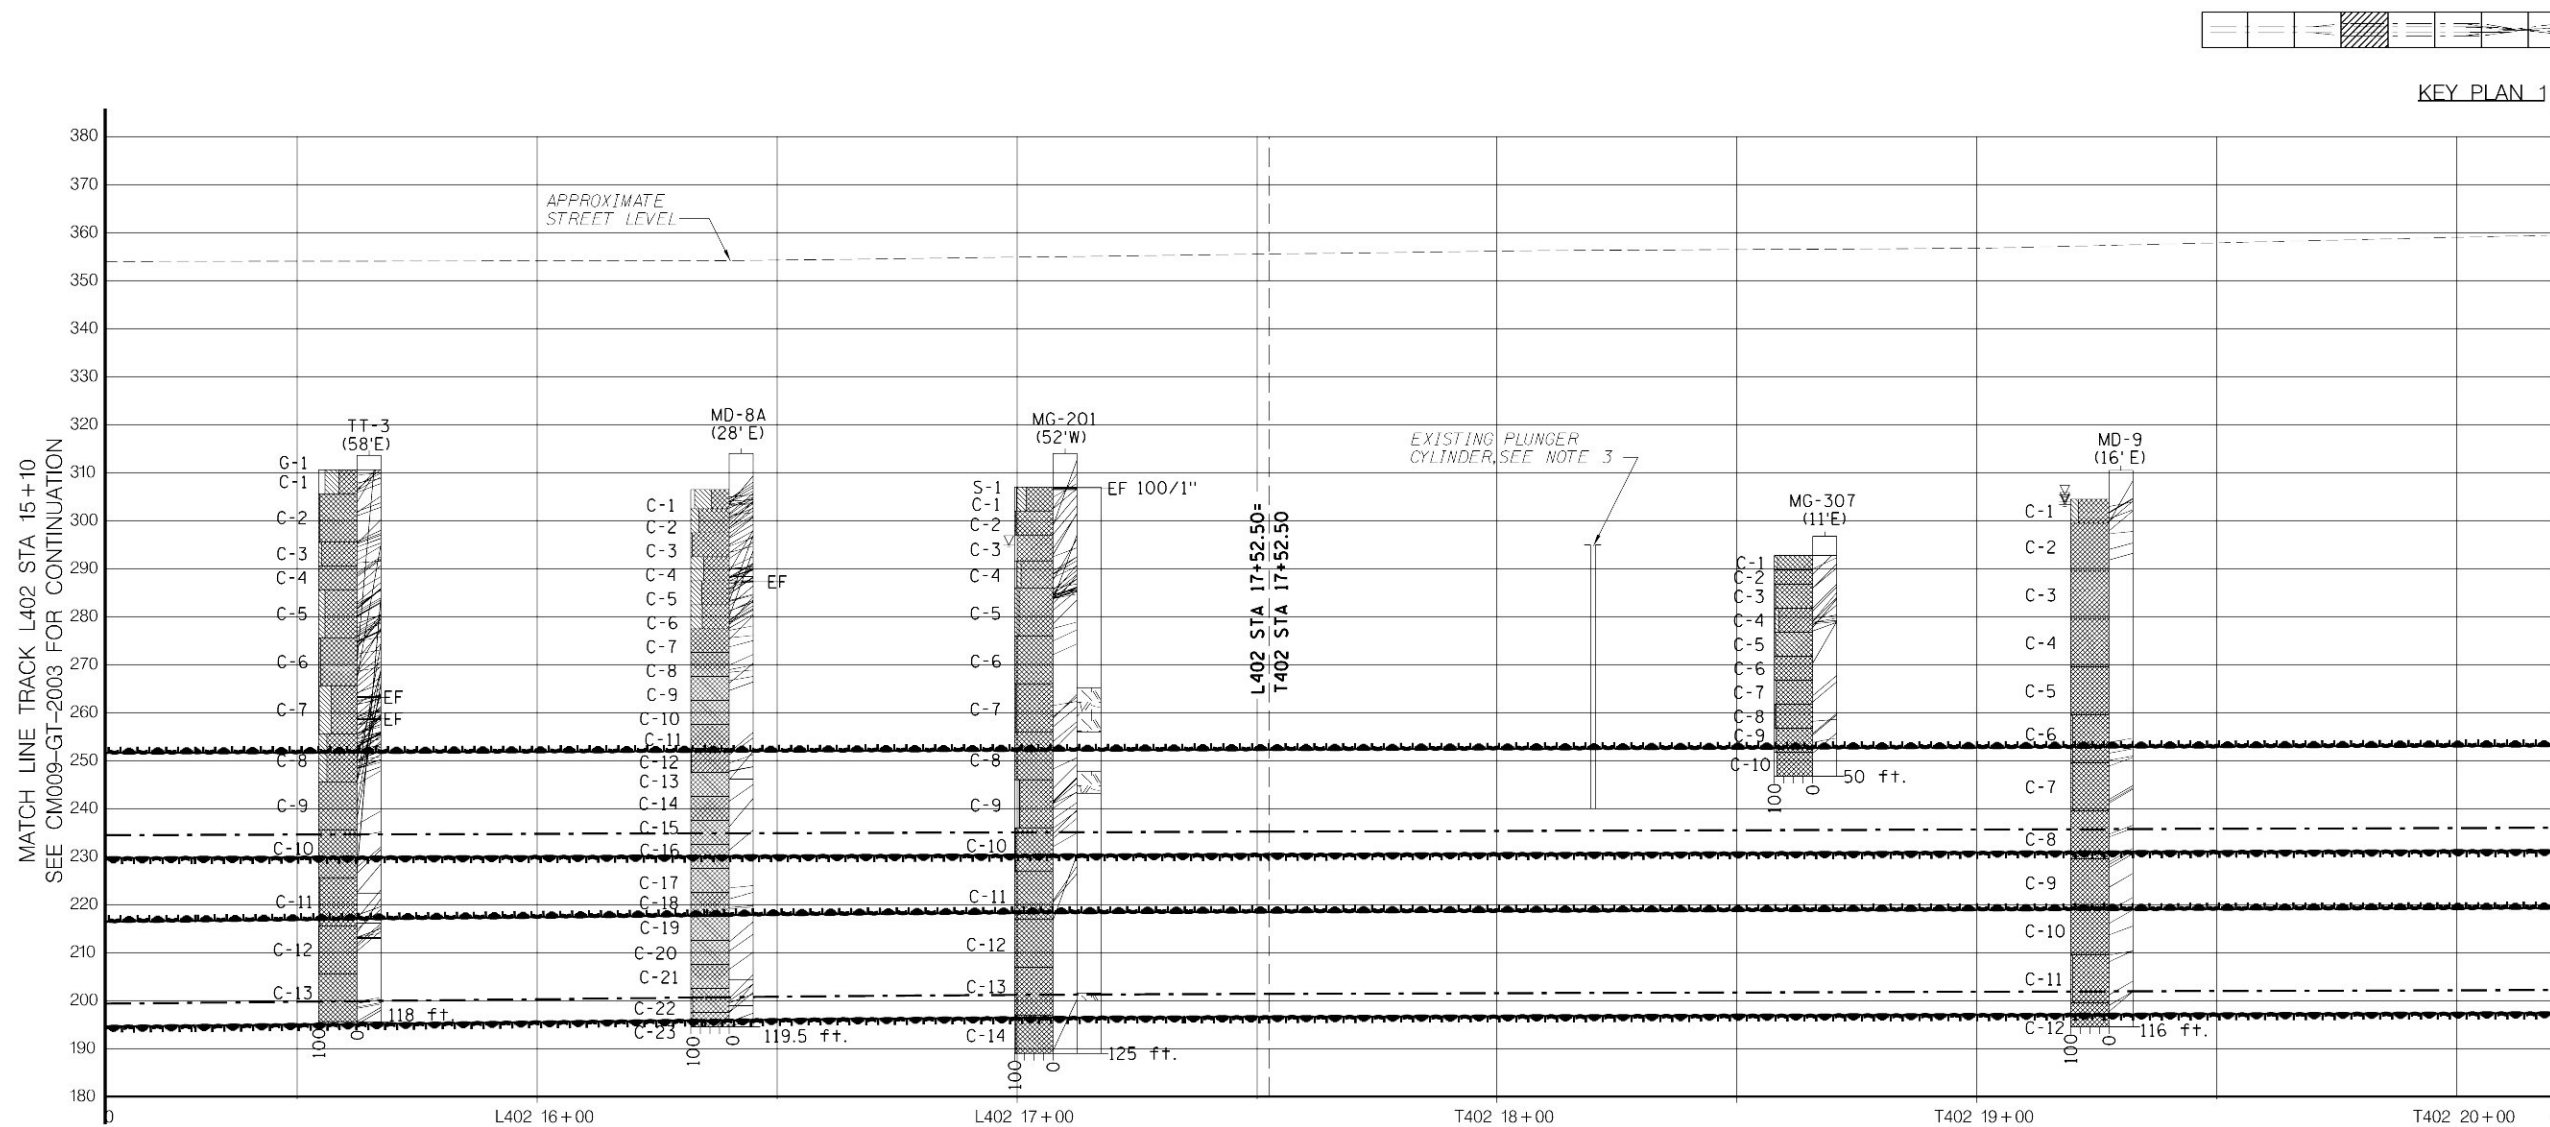 KEY PLAN 1
380
370
360
350
340
330
320
310
300
290
280
270
260
250
240
230
220
210
200
190
180
MATCH LINE TRACK L402 STA 15+10
SEE CM009-GT-2003 FOR CONTINUATION
APPROXIMATE
STREET LEVEL
TT-3
(58'E)
G-1
C-1
C-2
C-3
C-4
C-5
C-6
C-7
C-8
C-9
C-10
C-11
C-12
C-13
EF
EF
118 ft.
100
0
MD-8A
(28'E)
C-1
C-2
C-3
C-4
C-5
C-6
C-7
C-8
C-9
C-10
C-11
C-12
C-13
C-14
C-15
C-16
C-17
C-18
C-19
C-20
C-21
C-22
C-23
EF
119.5 ft.
100
0
MG-201
(52'W)
S-1
C-1
C-2
C-3
C-4
C-5
C-6
C-7
C-8
C-9
C-10
C-11
C-12
C-13
C-14
EF 100/1"
125 ft.
100
0
L402 STA 17+52.50=
T402 STA 17+52.50
EXISTING PLUNGER
CYLINDER,SEE NOTE 3
MG-307
(11'E)
C-1
C-2
C-3
C-4
C-5
C-6
C-7
C-8
C-9
C-10
50 ft.
100
0
MD-9
(16'E)
C-1
C-2
C-3
C-4
C-5
C-6
C-7
C-8
C-9
C-10
C-11
C-12
116 ft.
100
0
0
L402 16+00
L402 17+00
T402 18+00
T402 19+00
T402 20+00